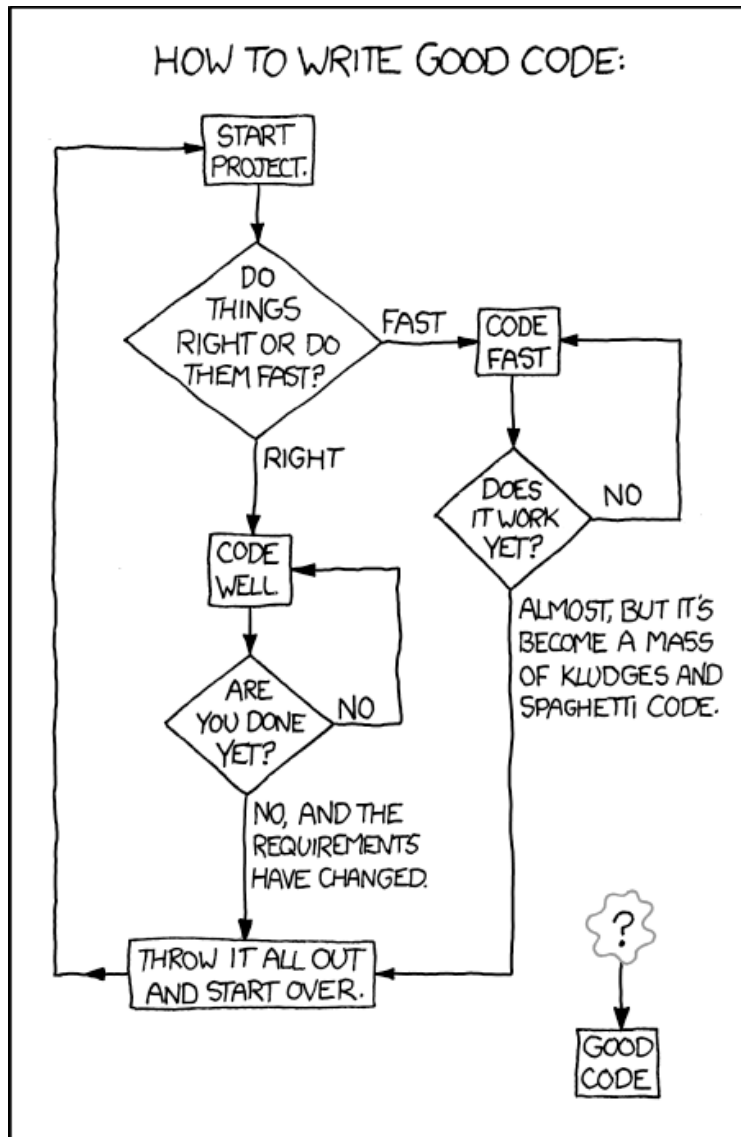 HOW TO WRITE GOOD CODE:
START
PROJECT.
DO
THINGS
RIGHT OR DO
THEM FAST?
FAST
CODE
FAST
RIGHT
DOES
IT WORK
YET?
NO
CODE
WELL.
ALMOST, BUT IT'S
BECOME A MASS
OF KLUDGES AND
SPAGHETTI CODE.
ARE
YOU DONE
YET?
NO
NO, AND THE
REQUIREMENTS
HAVE CHANGED.
THROW IT ALL OUT
AND START OVER.
?
GOOD
CODE